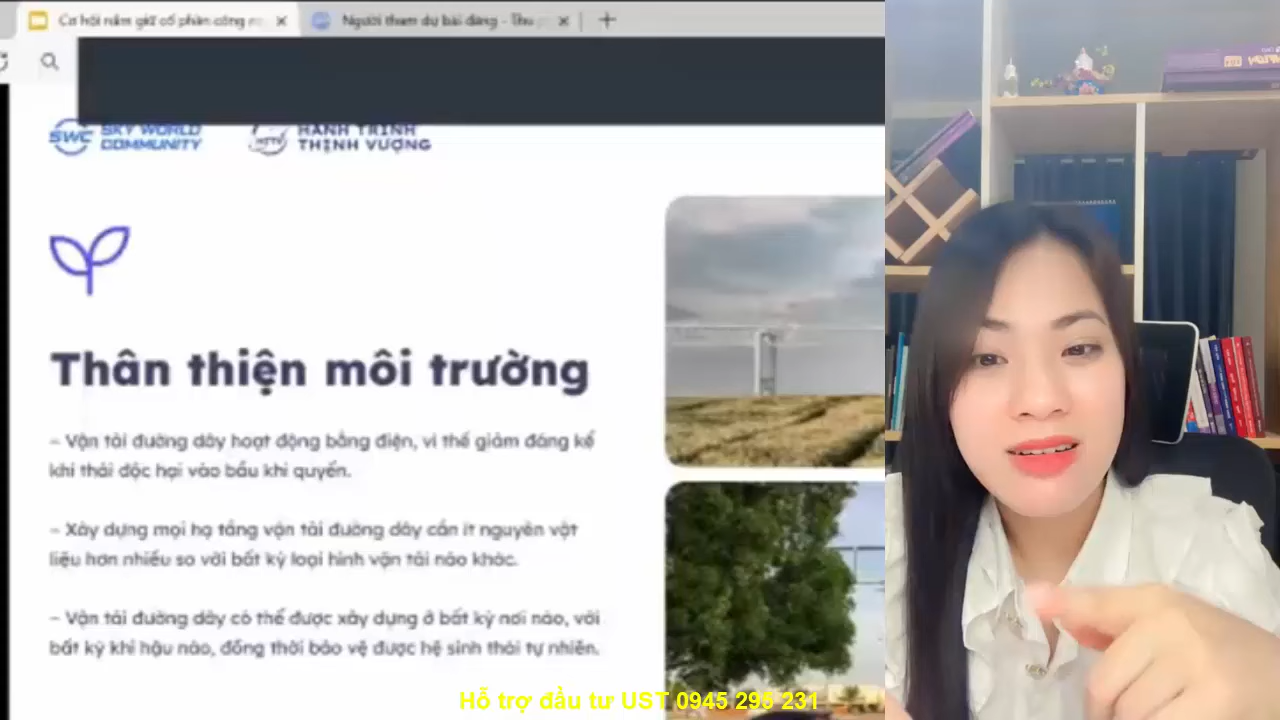 Cơ hội nắm giữ cổ phần công
Người tham dự bài đăng - Thu
SWC SKY WORLD COMMUNITY
HÀNH TRÌNH THỊNH VƯỢNG
Thân thiện môi trường
– Vận tải đường dây hoạt động bằng điện, vì thế giảm đáng kể
khí thải độc hại vào bầu khí quyển.
– Xây dựng mọi hạ tầng vận tải đường dây cần ít nguyên vật
liệu hơn nhiều so với bất kỳ loại hình vận tải nào khác.
– Vận tải đường dây có thể được xây dựng ở bất kỳ nơi nào, với
bất kỳ khí hậu nào, đồng thời bảo vệ được hệ sinh thái tự nhiên.
Hỗ trợ đầu tư UST 0945 295 231